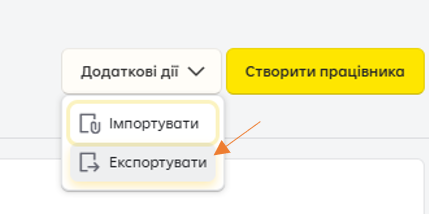 Додаткові дії
Створити працівника
Імпортувати
Експортувати